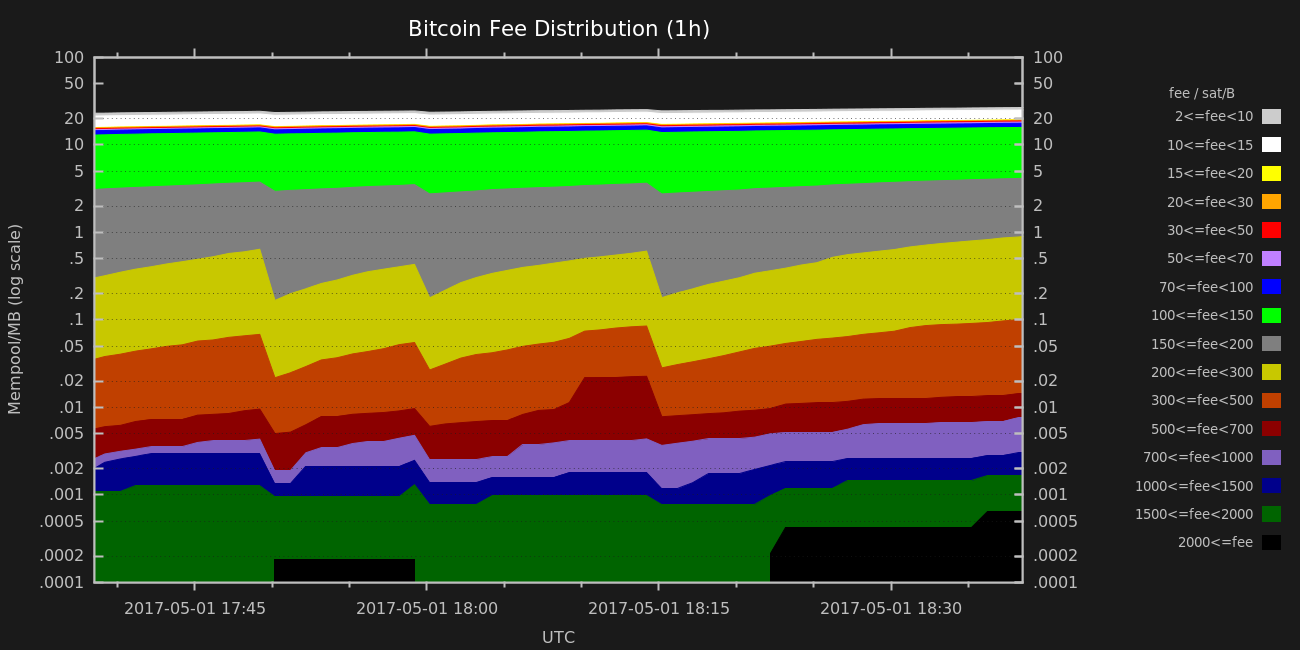 Bitcoin Fee Distribution (1h)
100
50
20
10
5
2
1
.5
.2
.1
.05
.02
.01
.005
.002
.001
.0005
.0002
.0001
Mempool/MB (log scale)
100
50
20
10
5
2
1
.5
.2
.1
.05
.02
.01
.005
.002
.001
.0005
.0002
.0001
2017-05-01 17:45
2017-05-01 18:00
2017-05-01 18:15
2017-05-01 18:30
UTC
fee / sat/B
2<=fee<10
10<=fee<15
15<=fee<20
20<=fee<30
30<=fee<50
50<=fee<70
70<=fee<100
100<=fee<150
150<=fee<200
200<=fee<300
300<=fee<500
500<=fee<700
700<=fee<1000
1000<=fee<1500
1500<=fee<2000
2000<=fee